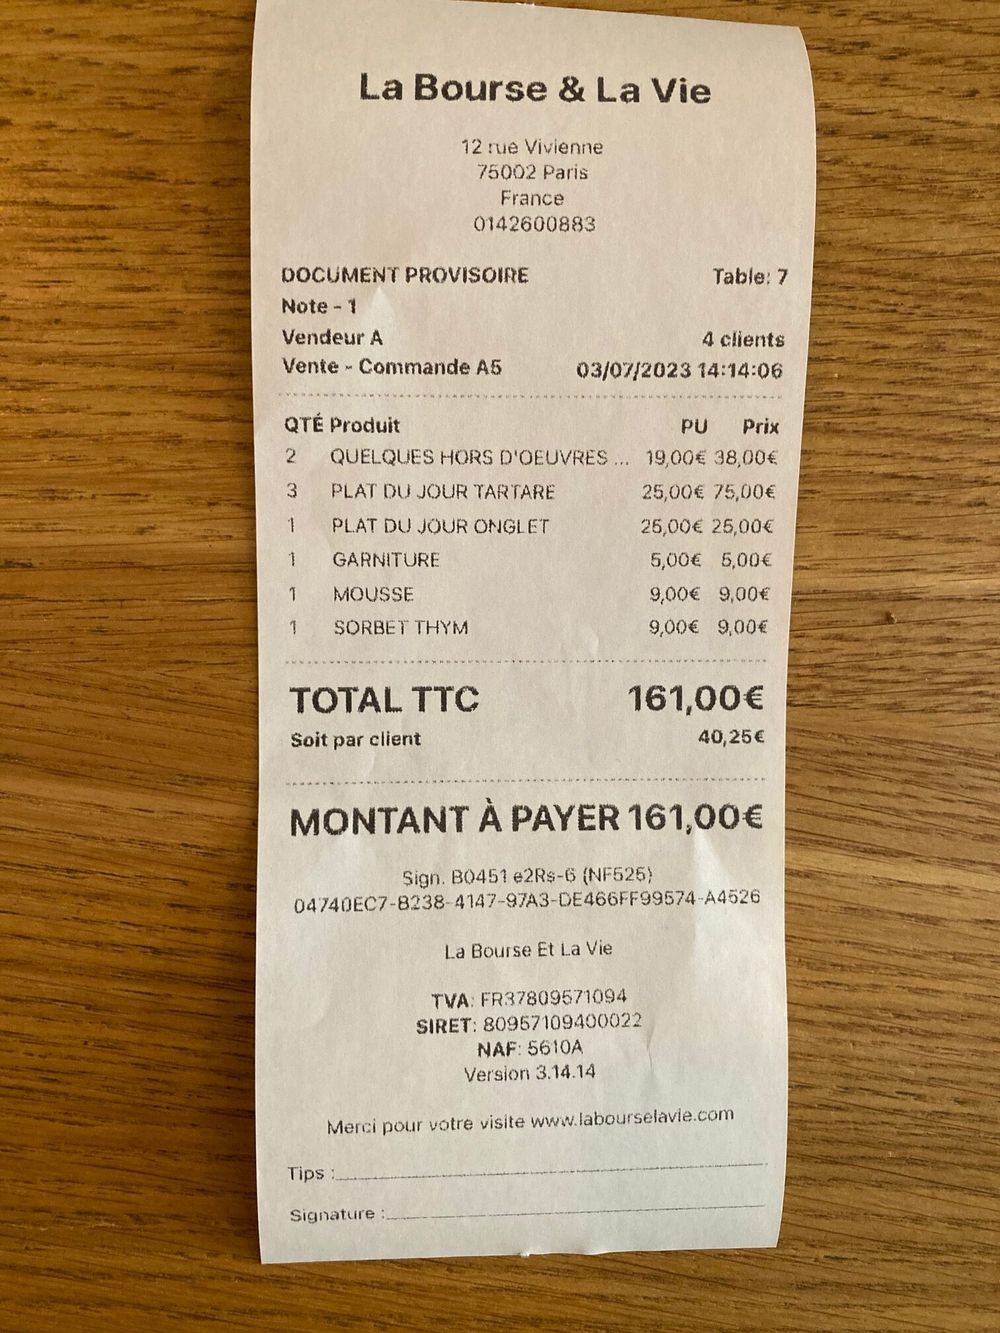 La Bourse & La Vie
12 rue Vivienne
75002 Paris
France
0142600883
DOCUMENT PROVISOIRE Table: 7
Note - 1
Vendeur A 4 clients
Vente - Commande A5 03/07/2023 14:14:06
QTÉ Produit PU Prix
2 QUELQUES HORS D'OEUVRES ... 19,00€ 38,00€
3 PLAT DU JOUR TARTARE 25,00€ 75,00€
1 PLAT DU JOUR ONGLET 25,00€ 25,00€
1 GARNITURE 5,00€ 5,00€
1 MOUSSE 9,00€ 9,00€
1 SORBET THYM 9,00€ 9,00€
TOTAL TTC 161,00€
Soit par client 40,25€
MONTANT À PAYER 161,00€
Sign. B0451 e2Rs-6 (NF525)
04740EC7-B238-4147-97A3-DE466FF99574-A4526
La Bourse Et La Vie
TVA: FR37809571094
SIRET: 80957109400022
NAF: 5610A
Version 3.14.14
Merci pour votre visite www.labourselavie.com
Tips :
Signature :